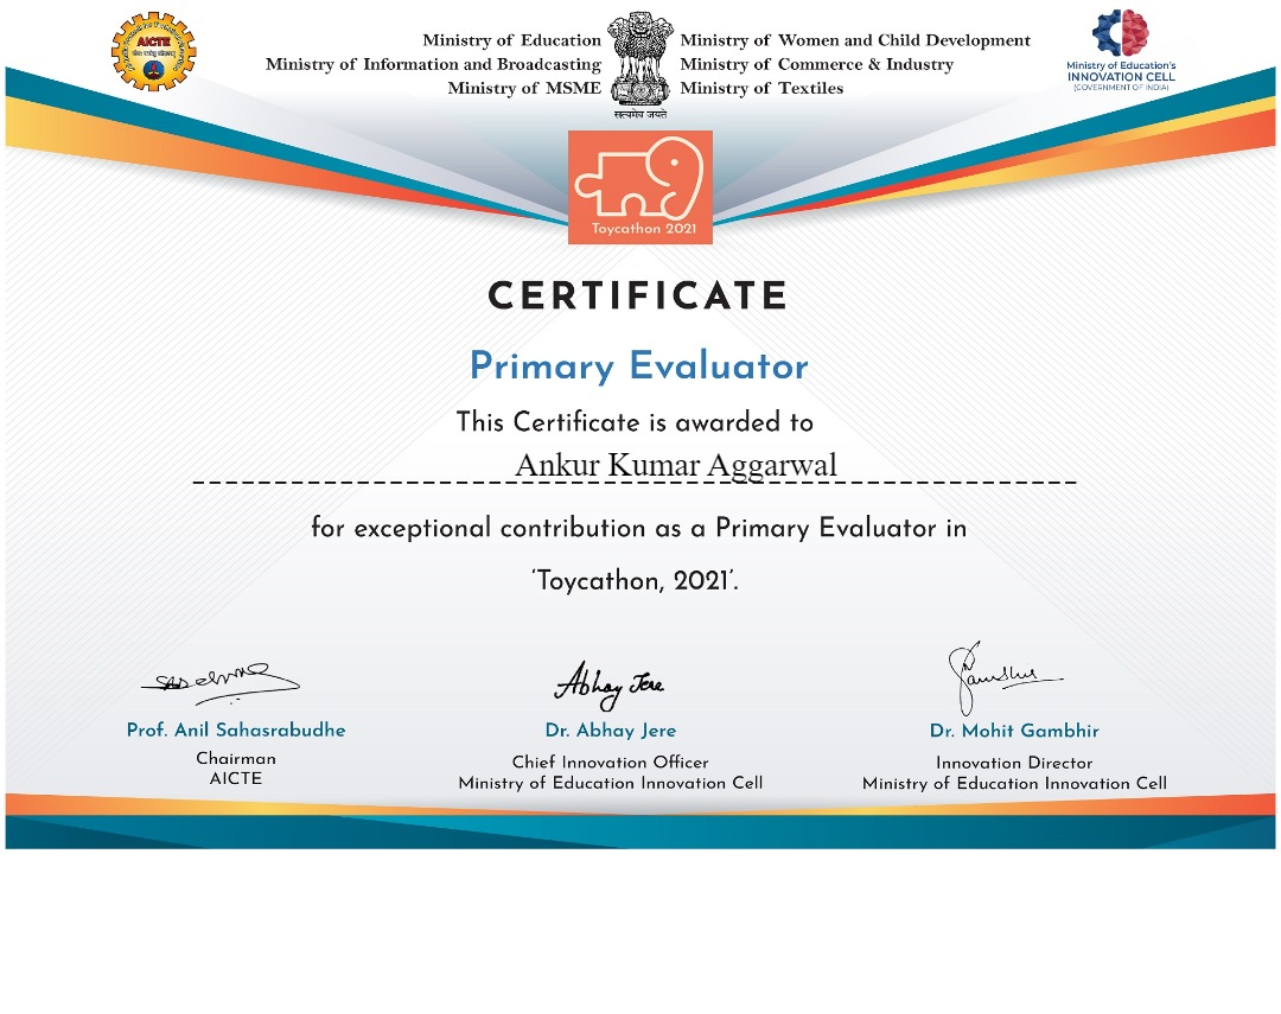 AICTE
Ministry of Education
Ministry of Information and Broadcasting
Ministry of MSME
सत्यमेव जयते
Ministry of Women and Child Development
Ministry of Commerce & Industry
Ministry of Textiles
Ministry of Education's
INNOVATION CELL
(GOVERNMENT OF INDIA)
Toycathon 2021
CERTIFICATE
Primary Evaluator
This Certificate is awarded to
Ankur Kumar Aggarwal
for exceptional contribution as a Primary Evaluator in
‘Toycathon, 2021’.
Abhay Jere
Prof. Anil Sahasrabudhe
Chairman
AICTE
Dr. Abhay Jere
Chief Innovation Officer
Ministry of Education Innovation Cell
Dr. Mohit Gambhir
Innovation Director
Ministry of Education Innovation Cell